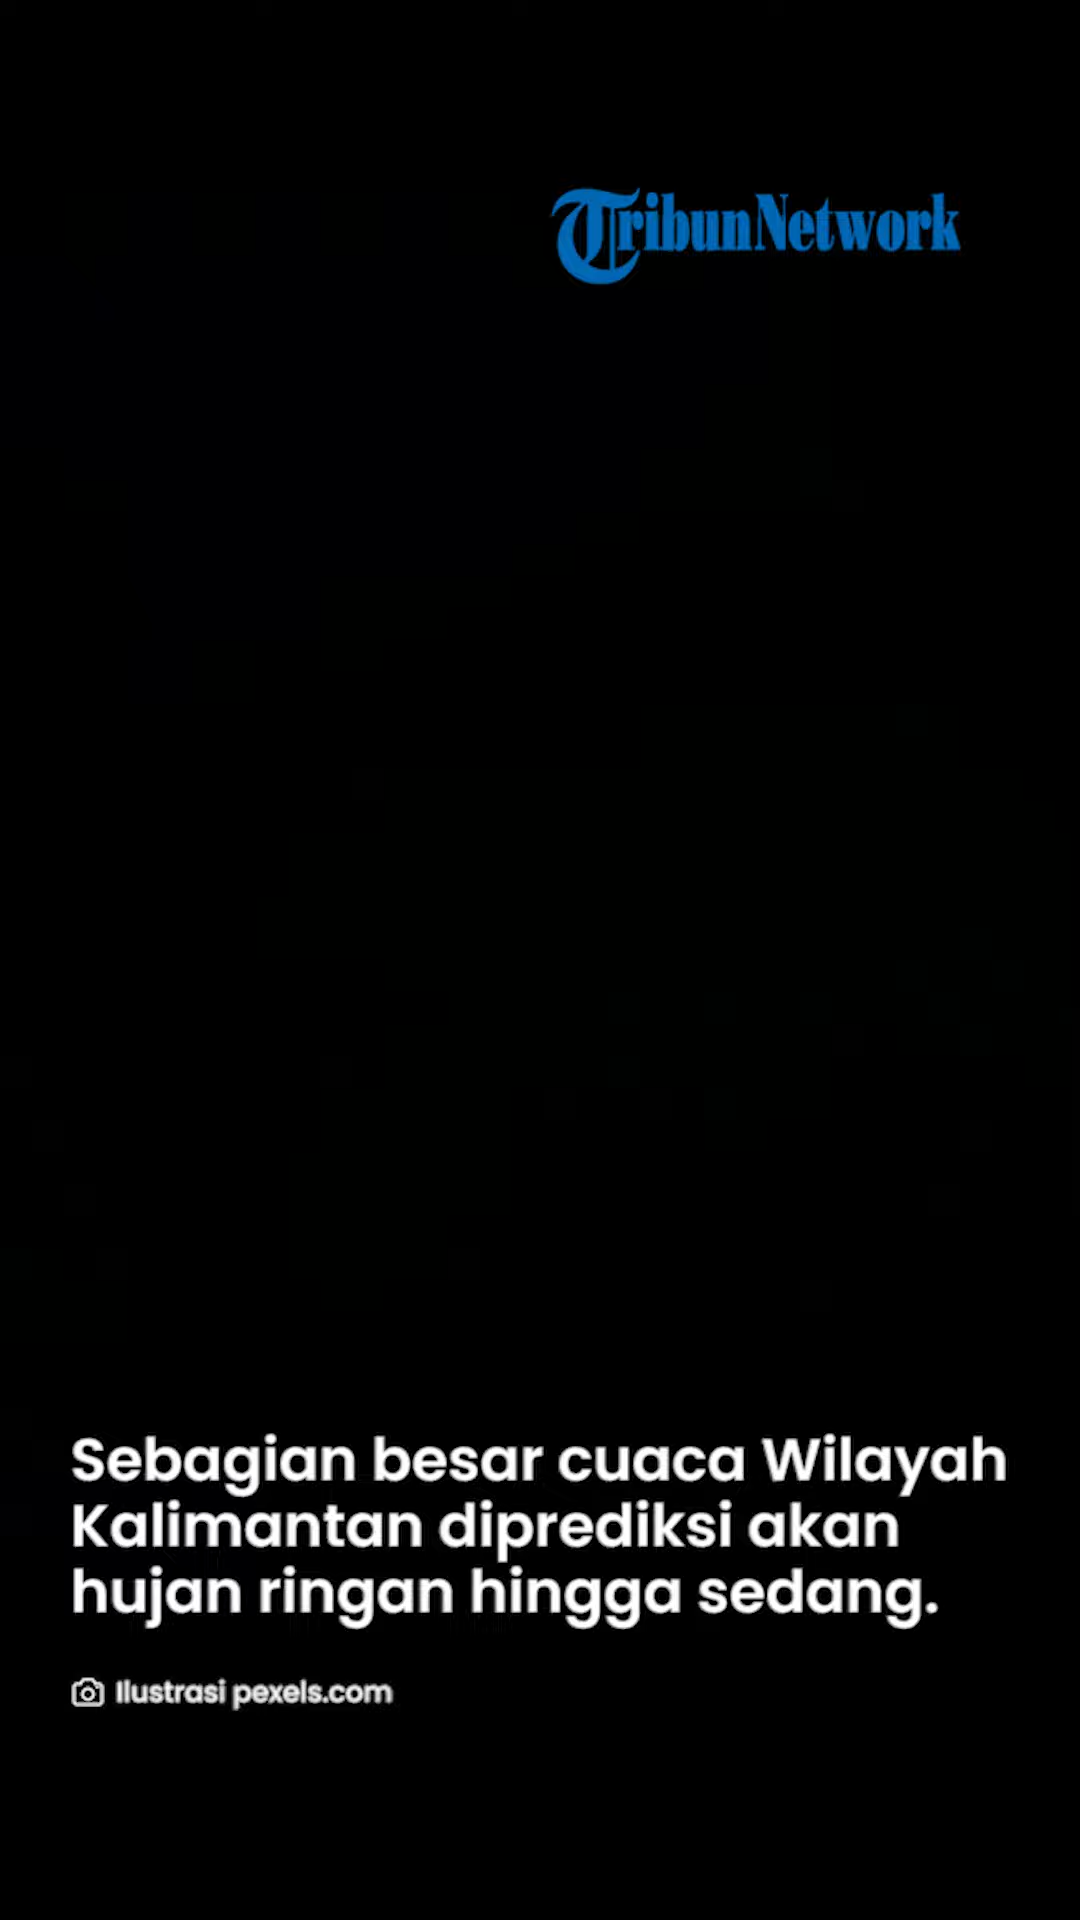 TribunNetwork
Sebagian besar cuaca Wilayah
Kalimantan diprediksi akan
hujan ringan hingga sedang.
Ilustrasi pexels.com